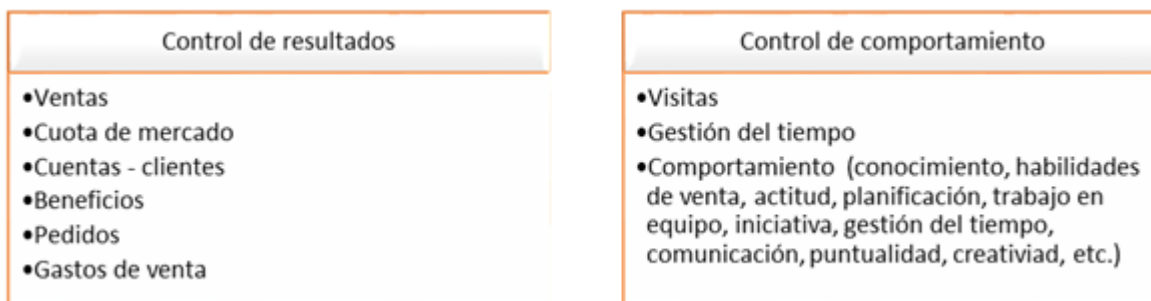 Control de resultados
•Ventas
•Cuota de mercado
•Cuentas - clientes
•Beneficios
•Pedidos
•Gastos de venta
Control de comportamiento
•Visitas
•Gestión del tiempo
•Comportamiento (conocimiento, habilidades
de venta, actitud, planificación, trabajo en
equipo, iniciativa, gestión del tiempo,
comunicación, puntualidad, creativiad, etc.)